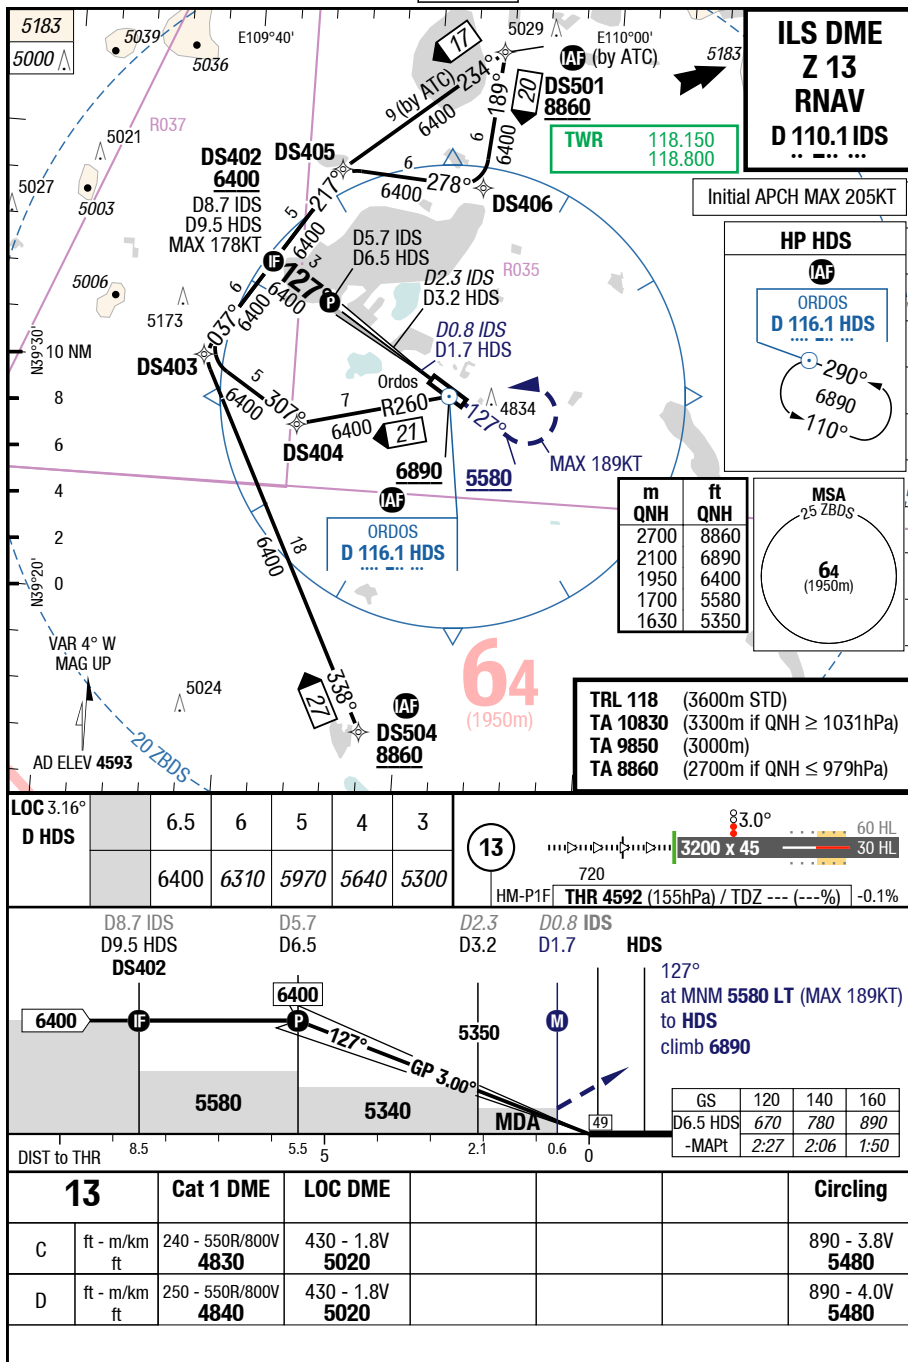 5183
5000
5039
5036
E109°40'
17
5029
E110°00'
5183
IAF (by ATC)
DS501
8860
ILS DME
Z 13
RNAV
D 110.1 IDS
TWR 118.150
118.800
Initial APCH MAX 205KT
9 (by ATC)
234°
6400
189°
20
6
6400
R037
5021
5027
5003
5006
5173
DS402
6400
D8.7 IDS
D9.5 HDS
MAX 178KT
DS405
217°
5
6400
6
6400
278°
DS406
D5.7 IDS
D6.5 HDS
D2.3 IDS
D3.2 HDS
R035
D0.8 IDS
D1.7 HDS
IF
3
127°
P
6400
6
037°
6400
DS403
5
307°
6400
DS404
7
R260
6400
21
Ordos
4834
127°
MAX 189KT
6890
5580
IAF
ORDOS
D 116.1 HDS
HP HDS
IAF
ORDOS
D 116.1 HDS
290°
6890
110°
N39°30'
10 NM
8
6
4
2
0
N39°20'
m ft
QNH QNH
2700 8860
2100 6890
1950 6400
1700 5580
1630 5350
MSA
25 ZBDS
64
(1950m)
18
6400
338°
27
IAF
DS504
8860
64
(1950m)
VAR 4° W
MAG UP
5024
AD ELEV 4593
20 ZBDS
TRL 118 (3600m STD)
TA 10830 (3300m if QNH ≥ 1031hPa)
TA 9850 (3000m)
TA 8860 (2700m if QNH ≤ 979hPa)
LOC 3.16°
D HDS
6.5 6 5 4 3
6400 6310 5970 5640 5300
13
3.0°
60 HL
3200 x 45
30 HL
720
HM-P1F THR 4592 (155hPa) / TDZ --- (---%) -0.1%
D8.7 IDS D5.7 D2.3 D0.8 IDS
D9.5 HDS D6.5 D3.2 D1.7 HDS
DS402
6400
6400
IF
P
127°
GP 3.00°
5350
M
127°
at MNM 5580 LT (MAX 189KT)
to HDS
climb 6890
5580
5340
MDA
49
DIST to THR 8.5 5.5 5 2.1 0.6 0
GS 120 140 160
D6.5 HDS 670 780 890
-MAPt 2:27 2:06 1:50
13 Cat 1 DME LOC DME Circling
C ft - m/km 240 - 550R/800V 430 - 1.8V 890 - 3.8V
ft 4830 5020 5480
D ft - m/km 250 - 550R/800V 430 - 1.8V 890 - 4.0V
ft 4840 5020 5480